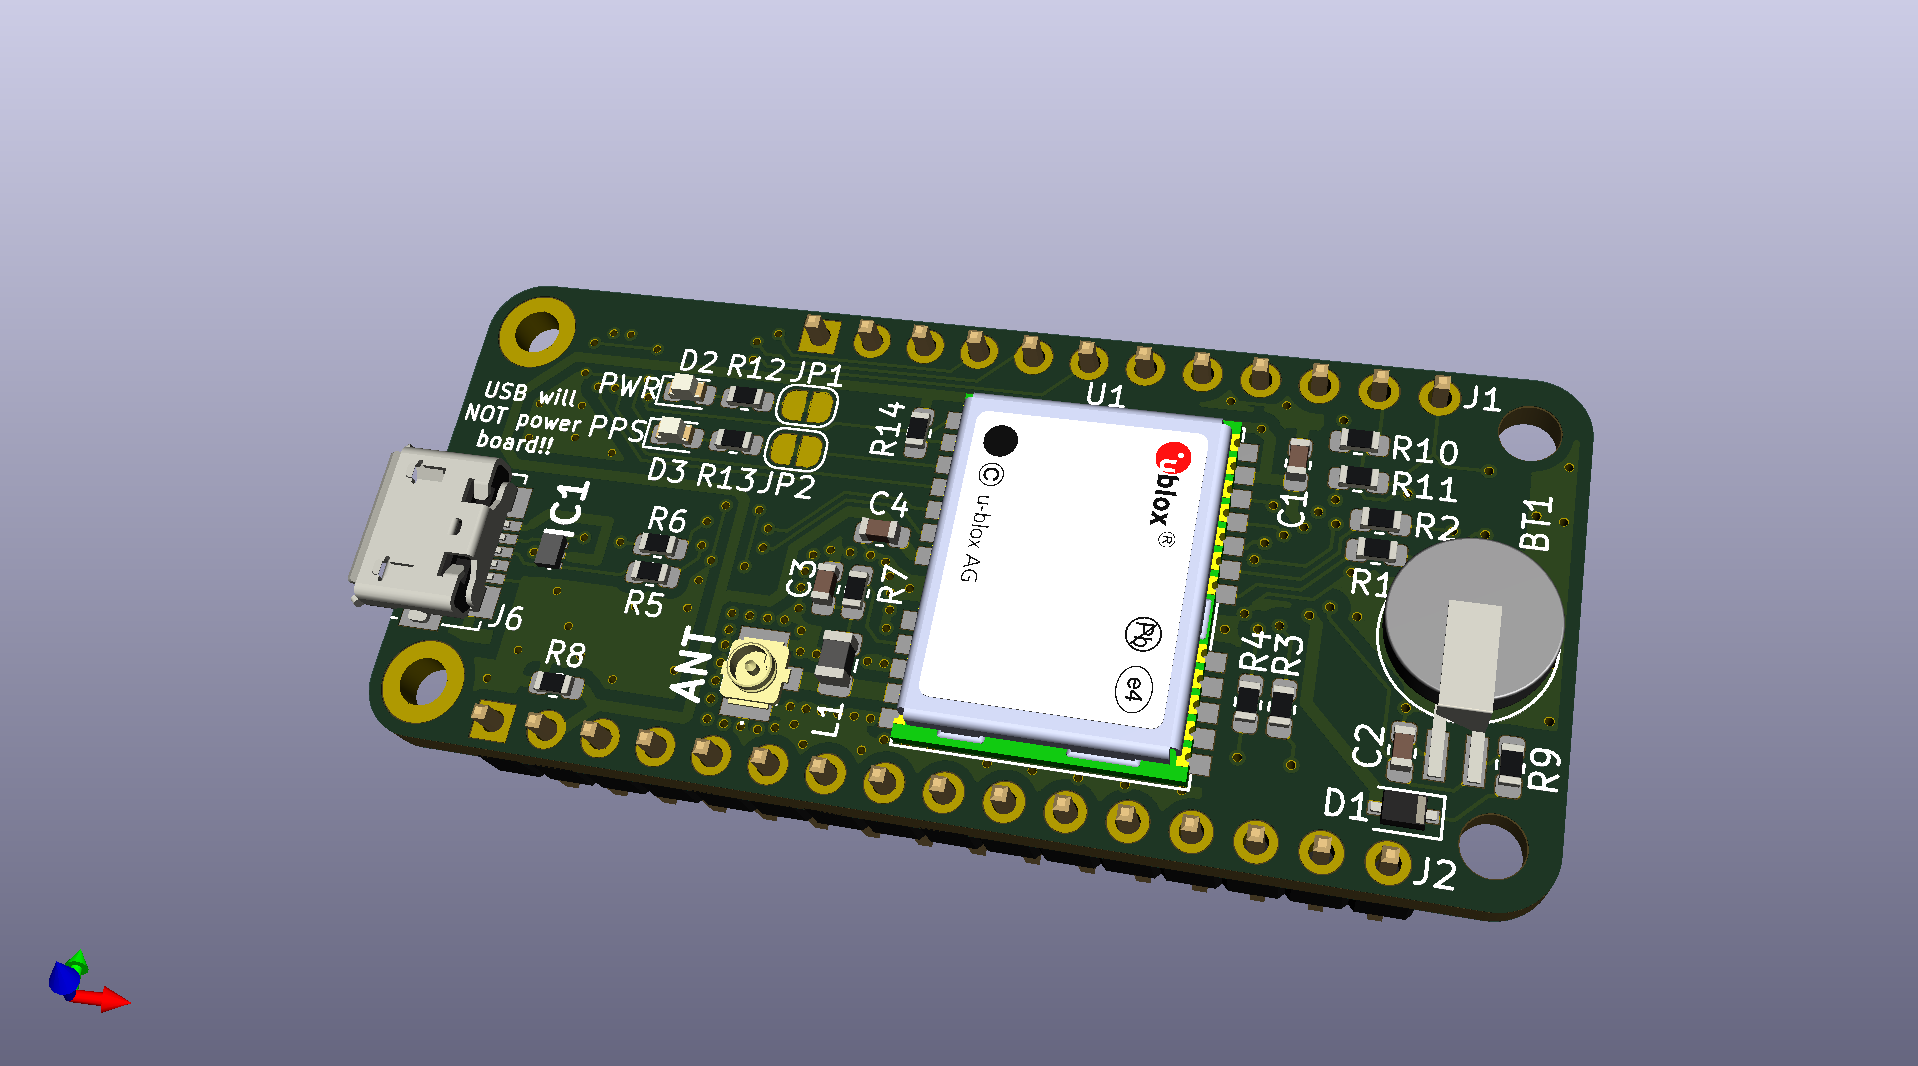 D2 R12 JP1
PWR
USB will
NOT power
board!!
PPS
D3 R13 JP2
U1
J1
R14
R10
R11
C1
R2
R1
BT1
IC1
R6
R5
C4
C3
R7
J6
R8
ANT
L1
ublox ®
© u-blox AG
Pb
e4
R4
R3
C2
R9
D1
J2